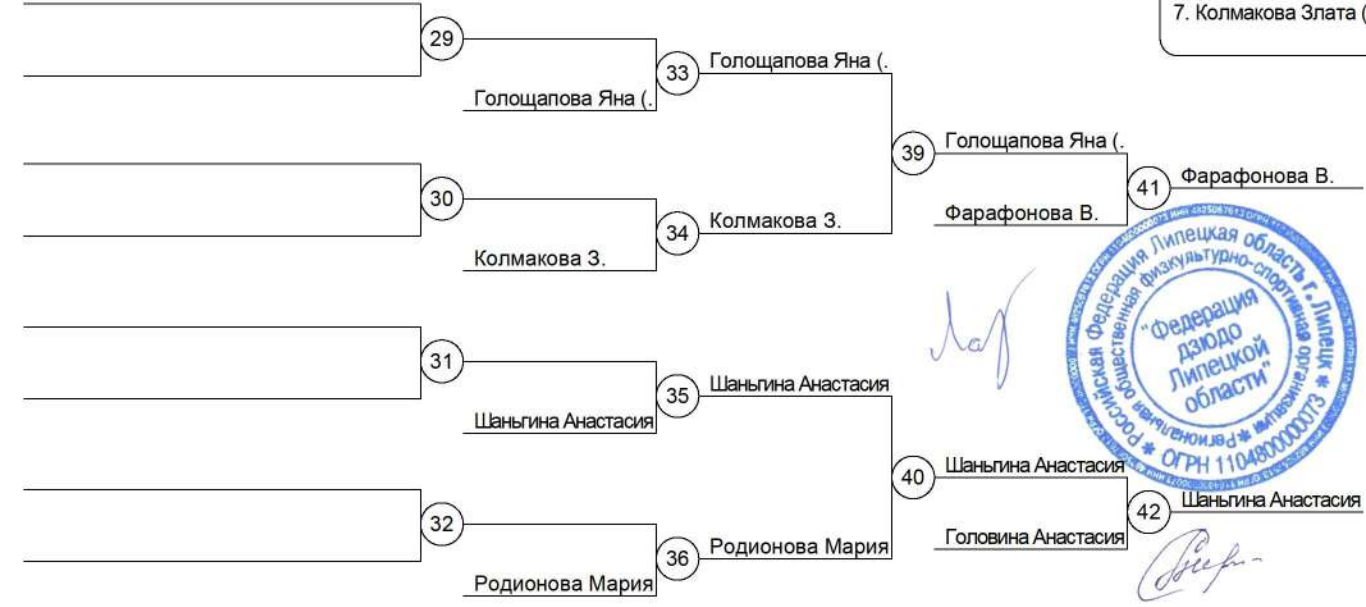 7. Колмакова Злата (
29
Голощапова Яна (.
33
Голощапова Яна (.
39
Голощапова Яна (.
Фарафонова В.
41
Фарафонова В.
30
Колмакова З.
34
Колмакова З.
31
Шаньгина Анастасия
35
Шаньгина Анастасия
40
Шаньгина Анастасия
Головина Анастасия
42
Шаньгина Анастасия
32
Родионова Мария
36
Родионова Мария
Российская Федерация Липецкая область г. Липецк * ОГРН 1104800000073 *
Региональная общественная физкультурно-спортивная организация *
"Федерация
дзюдо
Липецкой
области"